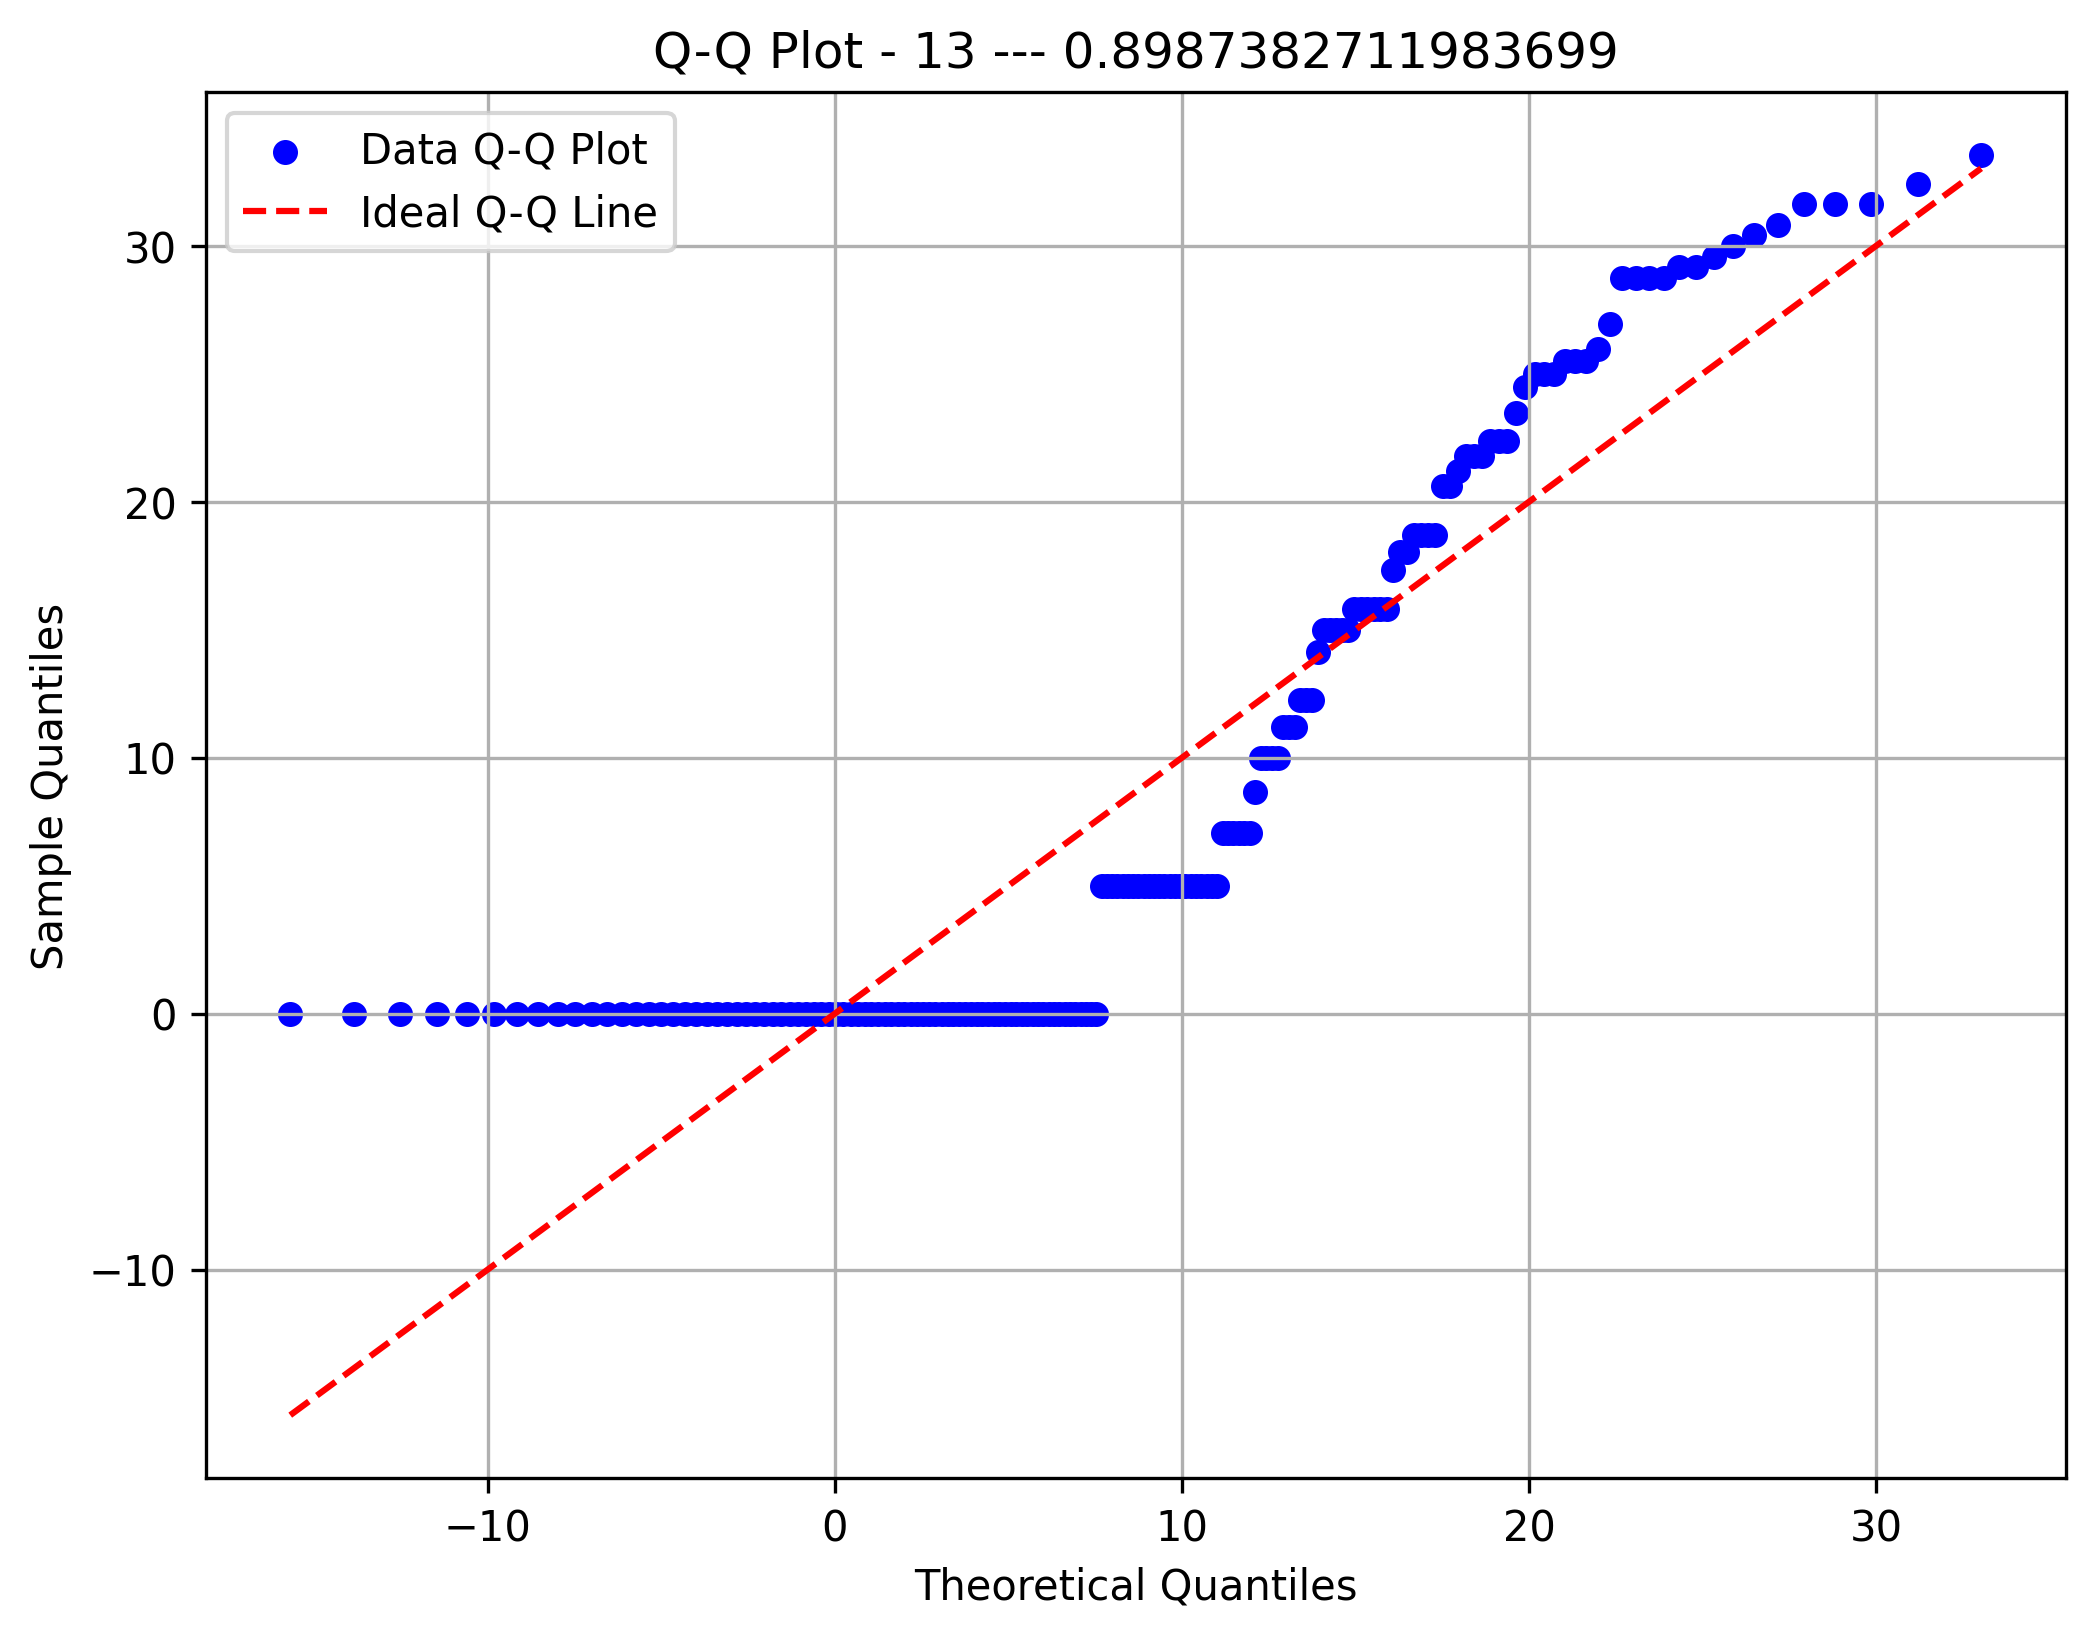 Q-Q Plot - 13 --- 0.8987382711983699
Data Q-Q Plot
Ideal Q-Q Line
Sample Quantiles
30
20
10
0
−10
−10 0 10 20 30
Theoretical Quantiles